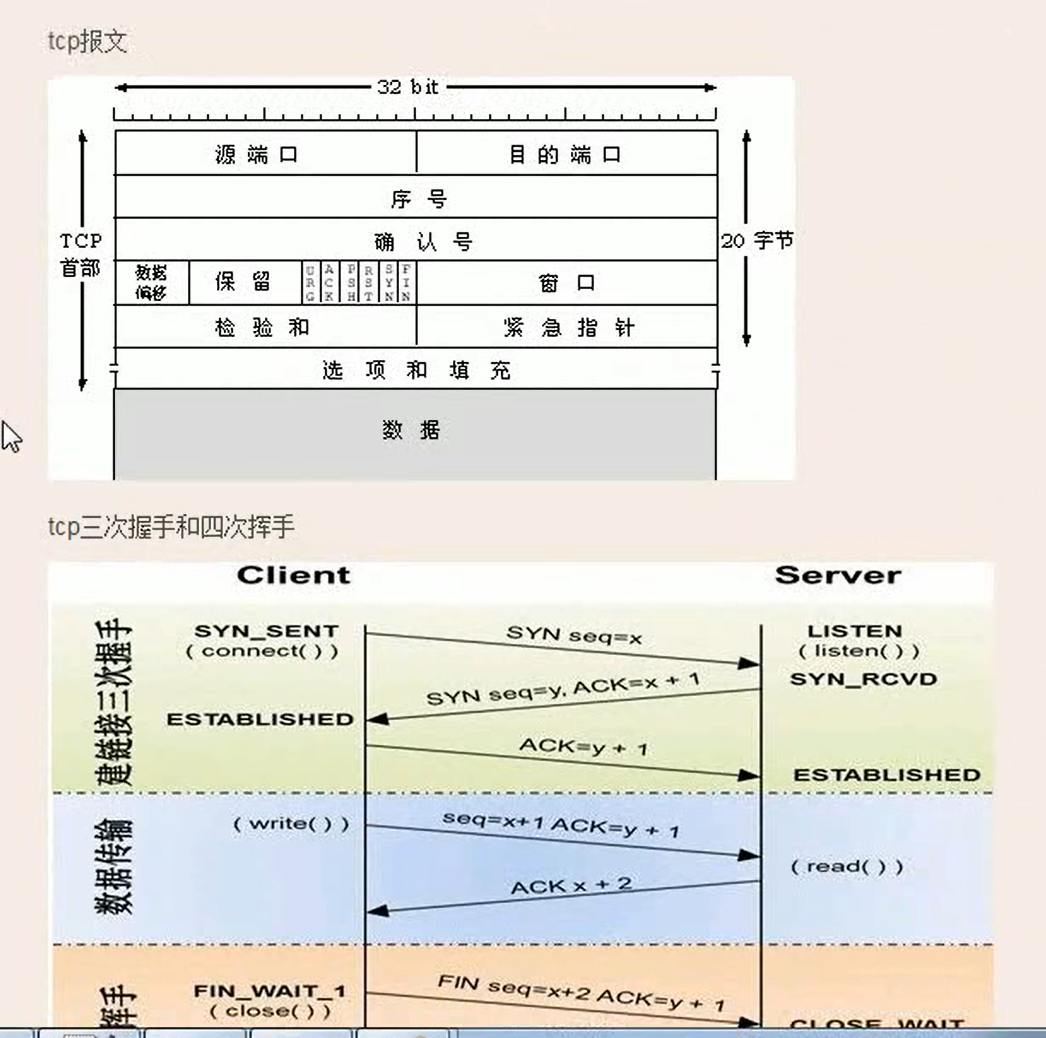 tcp报文
32 bit
源端口 目的端口
序号
TCP首部
确认号
20 字节
数据偏移 保留 URG ACK PSH RST SYN FIN 窗口
检验和 紧急指针
选项和填充
数据
tcp三次握手和四次挥手
Client Server
建链接三次握手
SYN_SENT
( connect( ) )
SYN seq=x
LISTEN
( listen( ) )
SYN_RCVD
SYN seq=y, ACK=x + 1
ESTABLISHED
ACK=y + 1
ESTABLISHED
数据传输
( write( ) )
seq=x+1 ACK=y + 1
( read( ) )
ACK x + 2
挥手
FIN_WAIT_1
( close( ) )
FIN seq=x+2 ACK=y + 1
CLOSE_WAIT